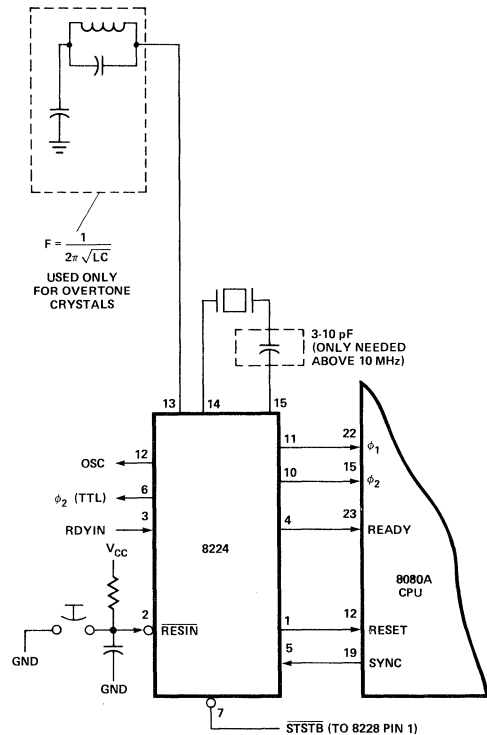 F = 1
2π √LC
USED ONLY
FOR OVERTONE
CRYSTALS
3-10 pF
(ONLY NEEDED
ABOVE 10 MHz)
13 14 15
OSC 12 11 22 ϕ1
ϕ2 (TTL) 6 10 15 ϕ2
RDYIN 3 4 23 READY
VCC
8224
8080A
CPU
2 RESIN 1 12 RESET
GND 5 19 SYNC
GND
7
STSTB (TO 8228 PIN 1)